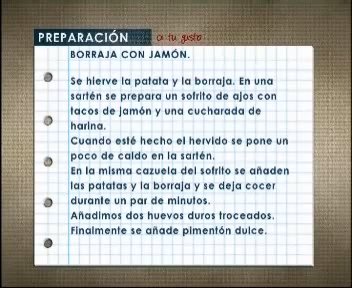 PREPARACIÓN a tu gusto
BORRAJA CON JAMÓN.
Se hierve la patata y la borraja. En una
sartén se prepara un sofrito de ajos con
tacos de jamón y una cucharada de
harina.
Cuando esté hecho el hervido se pone un
poco de caldo en la sartén.
En la misma cazuela del sofrito se añaden
las patatas y la borraja y se deja cocer
durante un par de minutos.
Añadimos dos huevos duros troceados.
Finalmente se añade pimentón dulce.